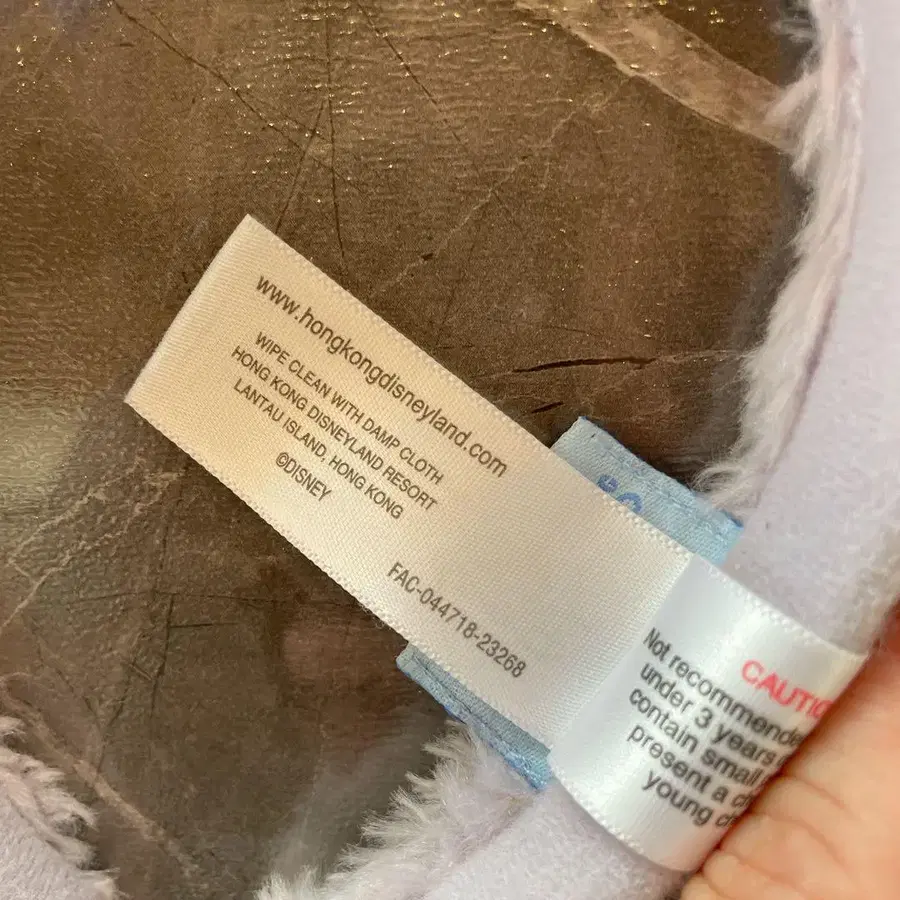 www.hongkongdisneyland.com
WIPE CLEAN WITH DAMP CLOTH
HONG KONG DISNEYLAND RESORT
LANTAU ISLAND, HONG KONG
©DISNEY
FAC-044718-23268
Not recommende
under 3 years
contain small
present a
young